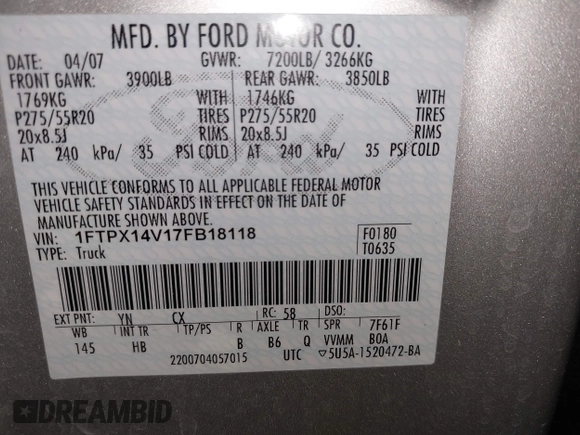 MFD. BY FORD MOTOR CO.
DATE: 04/07 GVWR: 7200LB/ 3266KG
FRONT GAWR: 3900LB REAR GAWR: 3850LB
1769KG WITH 1746KG WITH
P275/55R20 TIRES P275/55R20 TIRES
20x8.5J RIMS 20x8.5J RIMS
AT 240 kPa/ 35 PSI COLD AT 240 kPa/ 35 PSI COLD
THIS VEHICLE CONFORMS TO ALL APPLICABLE FEDERAL MOTOR
VEHICLE SAFETY STANDARDS IN EFFECT ON THE DATE OF
MANUFACTURE SHOWN ABOVE.
VIN: 1FTPX14V17FB18118 F0180
TYPE: Truck T0635
EXT PNT: YN CX RC: 58 DSO:
WB INT TR TP/PS R AXLE TR SPR 7F61F
145 HB B B6 Q VVMM BOA
2200704057015 UTC ▽5U5A-1520472-BA
Ford
DREAMBID